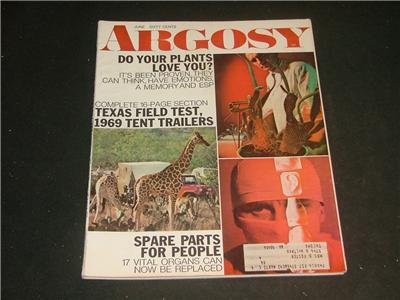 JUNE SIXTY CENTS
ARGOSY
DO YOUR PLANTS
LOVE YOU?
IT'S BEEN PROVEN, THEY
CAN THINK, HAVE EMOTIONS,
A MEMORY AND ESP
COMPLETE 16-PAGE SECTION
TEXAS FIELD TEST,
1969 TENT TRAILERS
SPARE PARTS
FOR PEOPLE
17 VITAL ORGANS CAN
NOW BE REPLACED